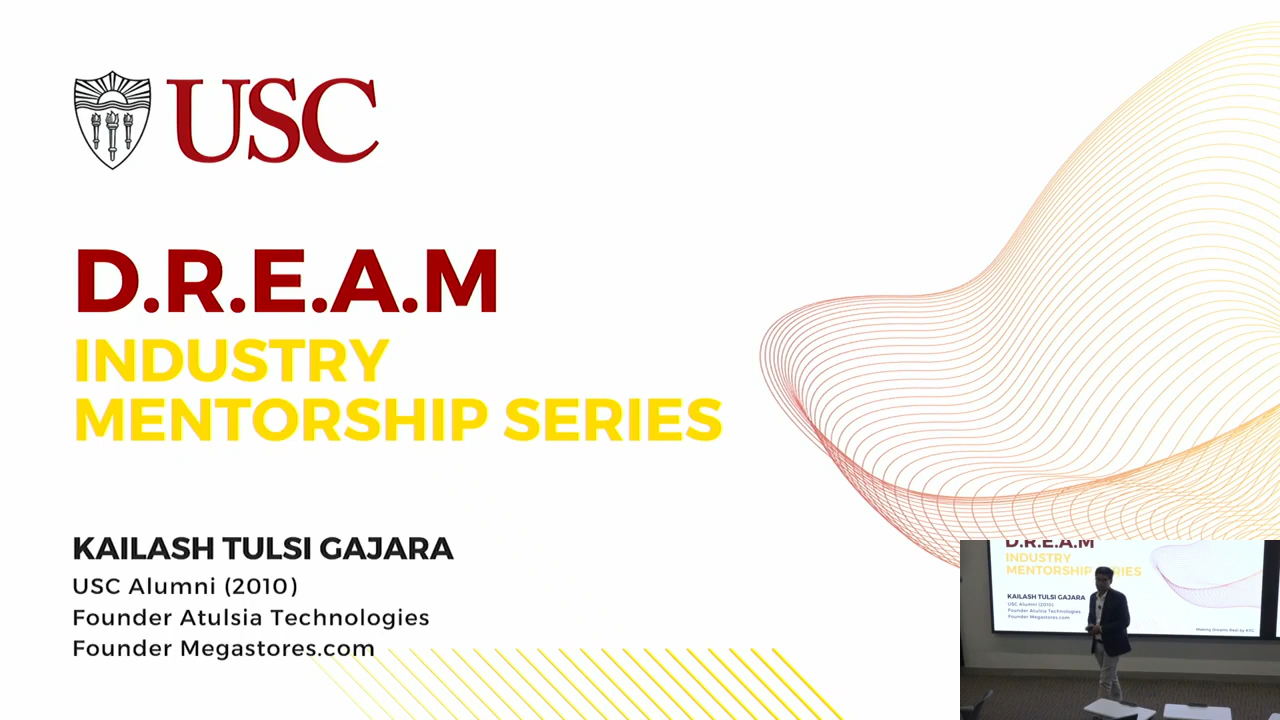 USC
D.R.E.A.M
INDUSTRY
MENTORSHIP SERIES
KAILASH TULSI GAJARA
USC Alumni (2010)
Founder Atulsia Technologies
Founder Megastores.com
D.R.E.A.M
INDUSTRY
MENTORSHIP SERIES
KAILASH TULSI GAJARA
USC Alumni (2010)
Founder Atulsia Technologies
Founder Megastores.com
Making Dreams Real by KTG